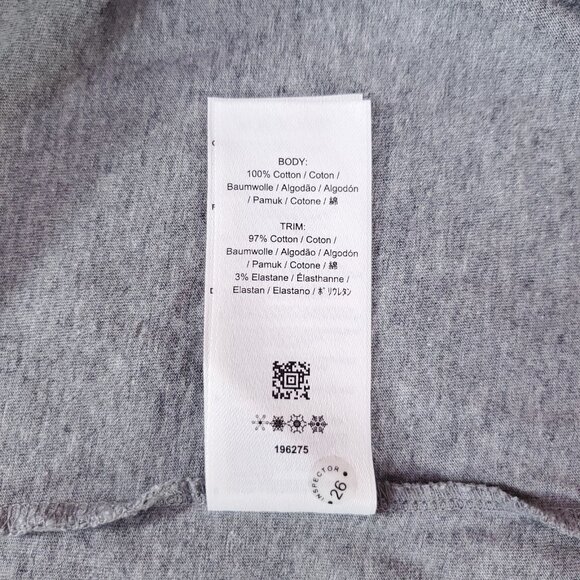 BODY:
100% Cotton / Coton /
Baumwolle / Algodão / Algodón
/ Pamuk / Cotone / 綿
TRIM:
97% Cotton / Coton /
Baumwolle / Algodão / Algodón
/ Pamuk / Cotone / 綿
3% Elastane / Élasthanne /
Elastan / Elastano / ﾎﾟﾘｳﾚﾀﾝ
196275
INSPECTOR
26